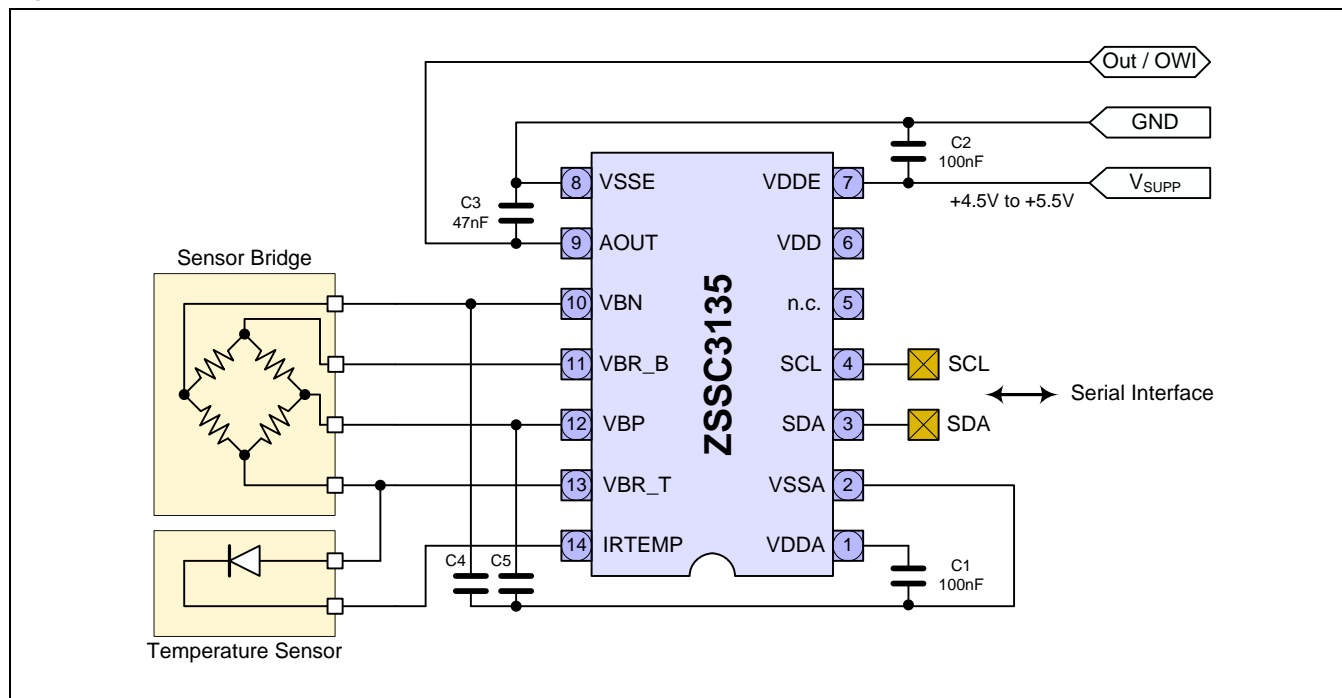 Out / OWI
GND
C2
100nF
V_SUPP
+4.5V to +5.5V
8 VSSE
VDDE 7
C3
47nF
9 AOUT
VDD 6
Sensor Bridge
10 VBN
n.c. 5
11 VBR_B
SCL 4
SCL
Serial Interface
12 VBP
SDA 3
SDA
ZSSC3135
13 VBR_T
VSSA 2
14 IRTEMP
VDDA 1
C4
C5
C1
100nF
Temperature Sensor